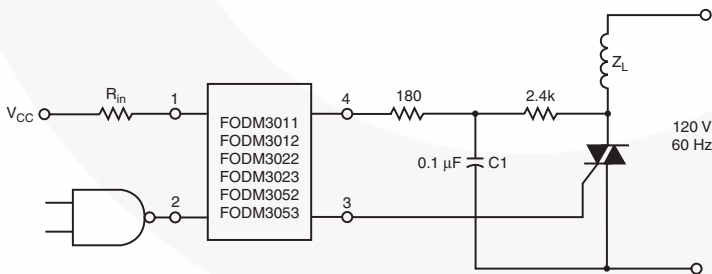 V_CC
R_in
1
2
FODM3011
FODM3012
FODM3022
FODM3023
FODM3052
FODM3053
4
3
180
2.4k
0.1 μF
C1
Z_L
120 V
60 Hz